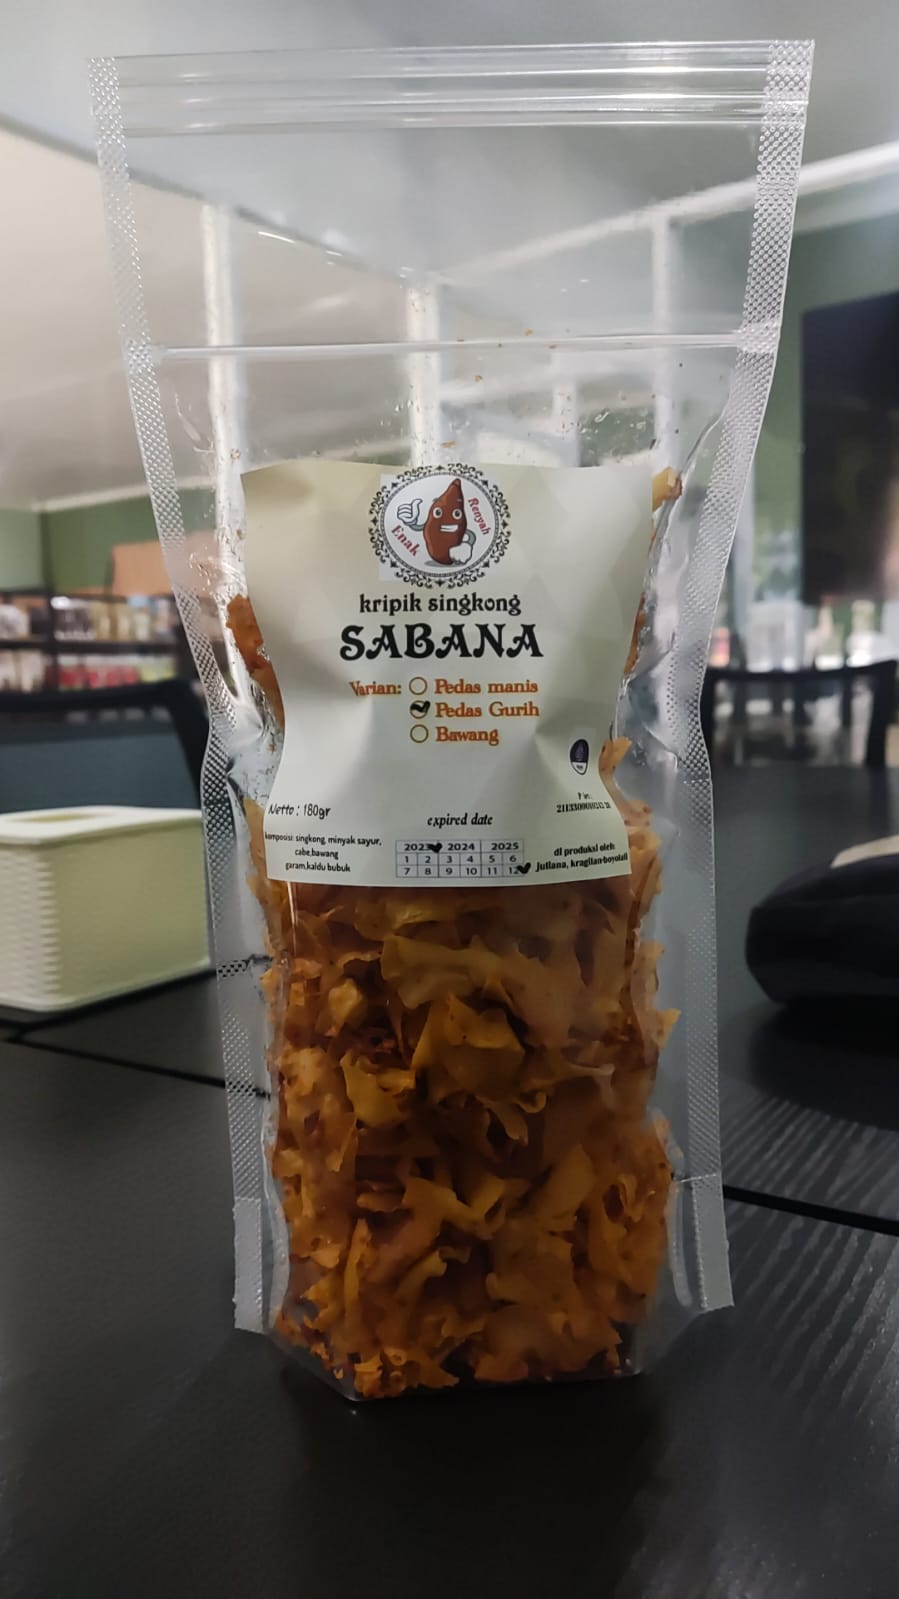 Enak
Renyah
kripik singkong
SABANA
Varian: Pedas manis
Pedas Gurih
Bawang
Netto : 180gr
komposisi: singkong, minyak sayur,
cabe,bawang
garam,kaldu bubuk
expired date
2023 2024 2025
1 2 3 4 5 6
7 8 9 10 11 12
di produksi oleh
Juliana, kragilan-boyolali